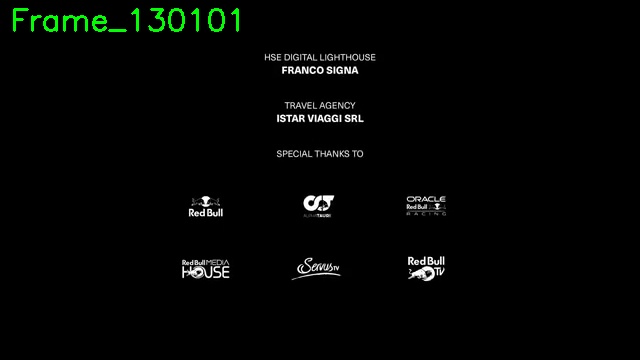 Frame_130101
HSE DIGITAL LIGHTHOUSE
FRANCO SIGNA
TRAVEL AGENCY
ISTAR VIAGGI SRL
SPECIAL THANKS TO
Red Bull
ALPHATAURI
ORACLE
Red Bull
RACING
Red Bull MEDIA
HOUSE
ServusTV
Red Bull
TV